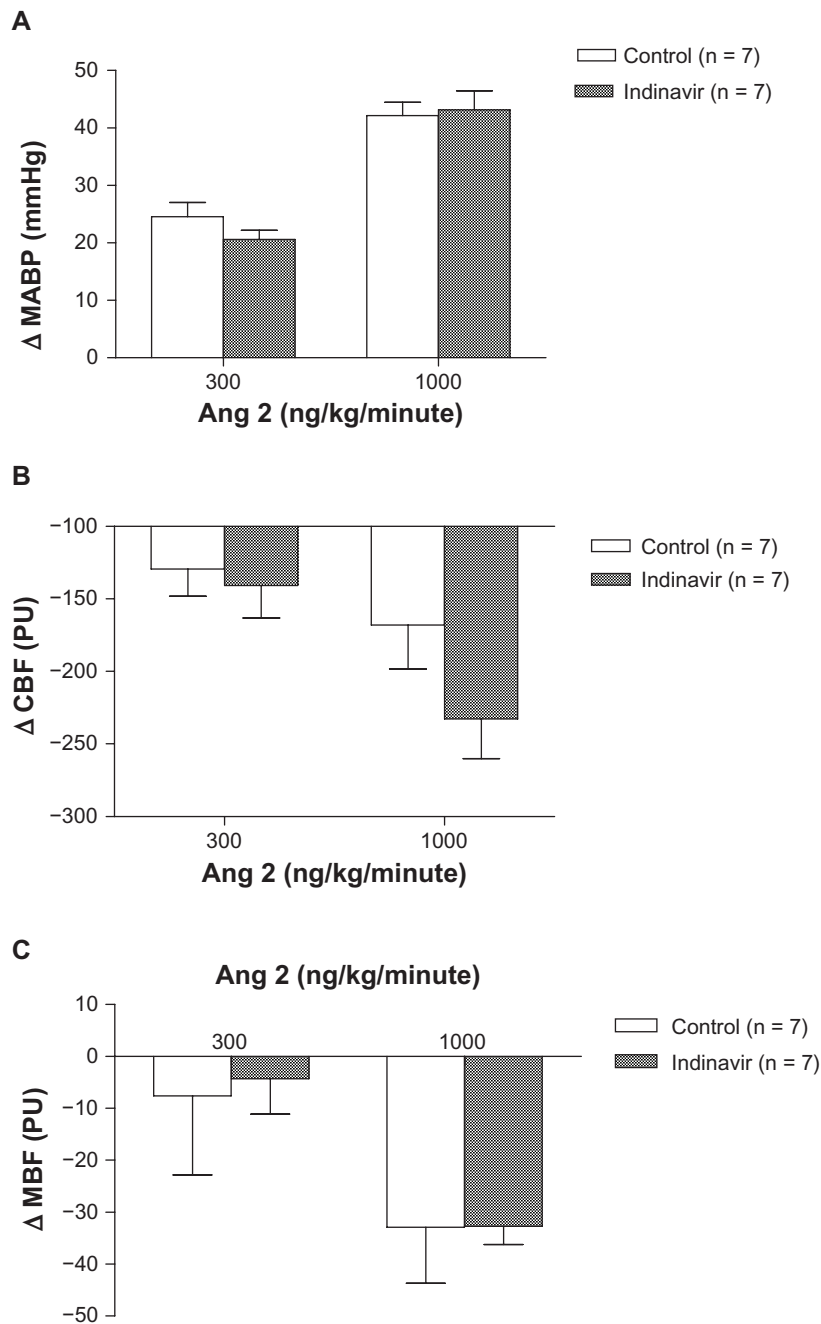 A
Control (n = 7)
Indinavir (n = 7)
50
40
30
20
10
0
Δ MABP (mmHg)
300
1000
Ang 2 (ng/kg/minute)
B
Control (n = 7)
Indinavir (n = 7)
−100
−150
−200
−250
−300
Δ CBF (PU)
300
1000
Ang 2 (ng/kg/minute)
C
Ang 2 (ng/kg/minute)
Control (n = 7)
Indinavir (n = 7)
10
0
−10
−20
−30
−40
−50
Δ MBF (PU)
300
1000